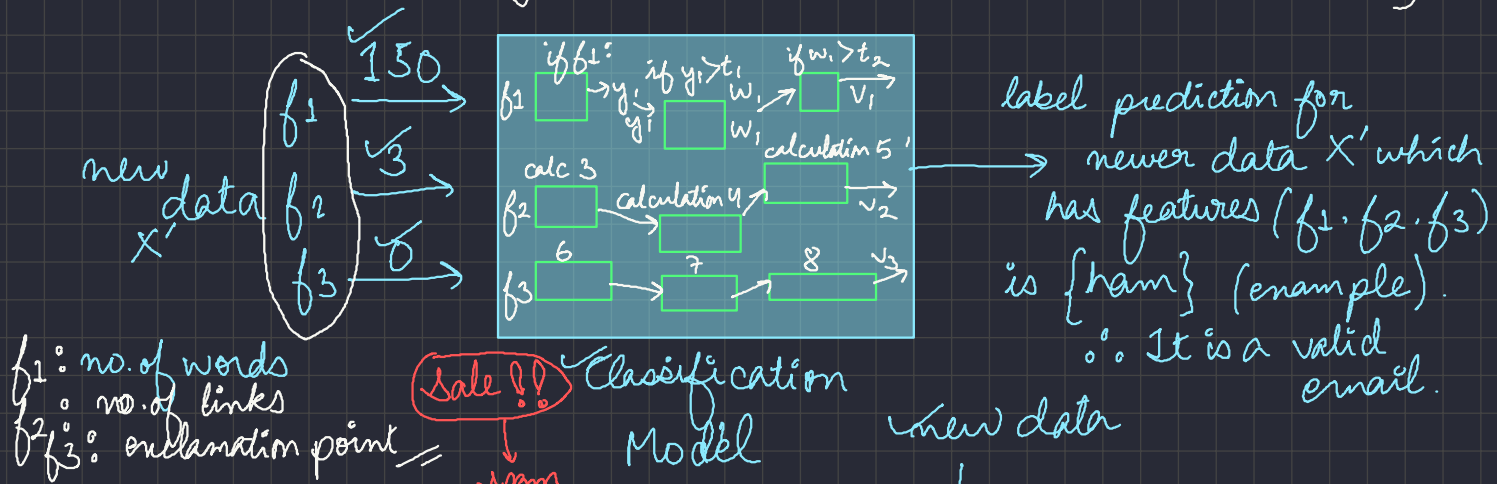 new
data
X'
f1
f2
f3
150
3
0
if f1:
f1
y1
if y1>t1
y1
w1
w1
if w1>t2
v1
calc 3
f2
calculation 4
calculation 5
v2
f3
6
7
8
v3
label prediction for
newer data X' which
has features (f1, f2, f3)
is {ham} (enample).
∴ It is a valid
email.
f1: no. of words
f2: no. of links
f3: enclamation point
Sale !!
spam
Classification
Model
new data